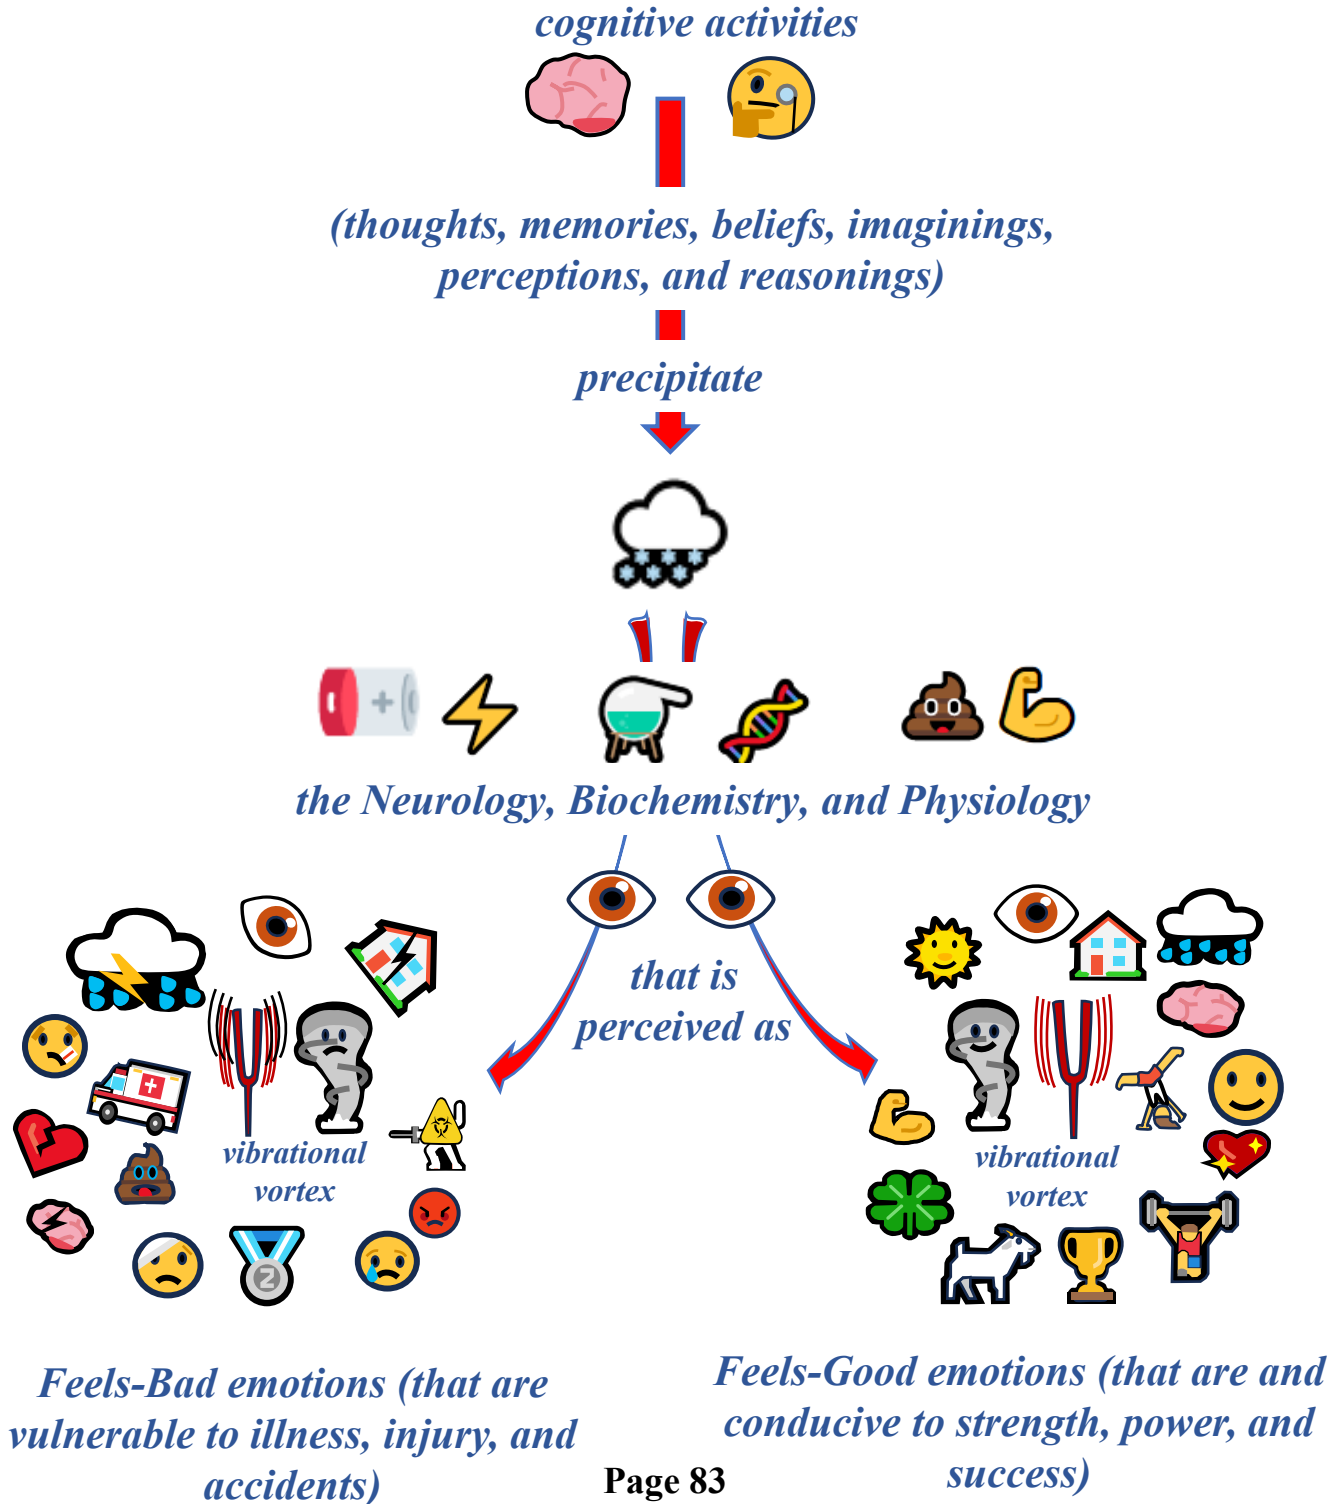 cognitive activities
(thoughts, memories, beliefs, imaginings,
perceptions, and reasonings)
precipitate
the Neurology, Biochemistry, and Physiology
that is
perceived as
vibrational
vortex
vibrational
vortex
2
Feels-Bad emotions (that are
vulnerable to illness, injury, and
accidents)
Feels-Good emotions (that are and
conducive to strength, power, and
success)
Page 83